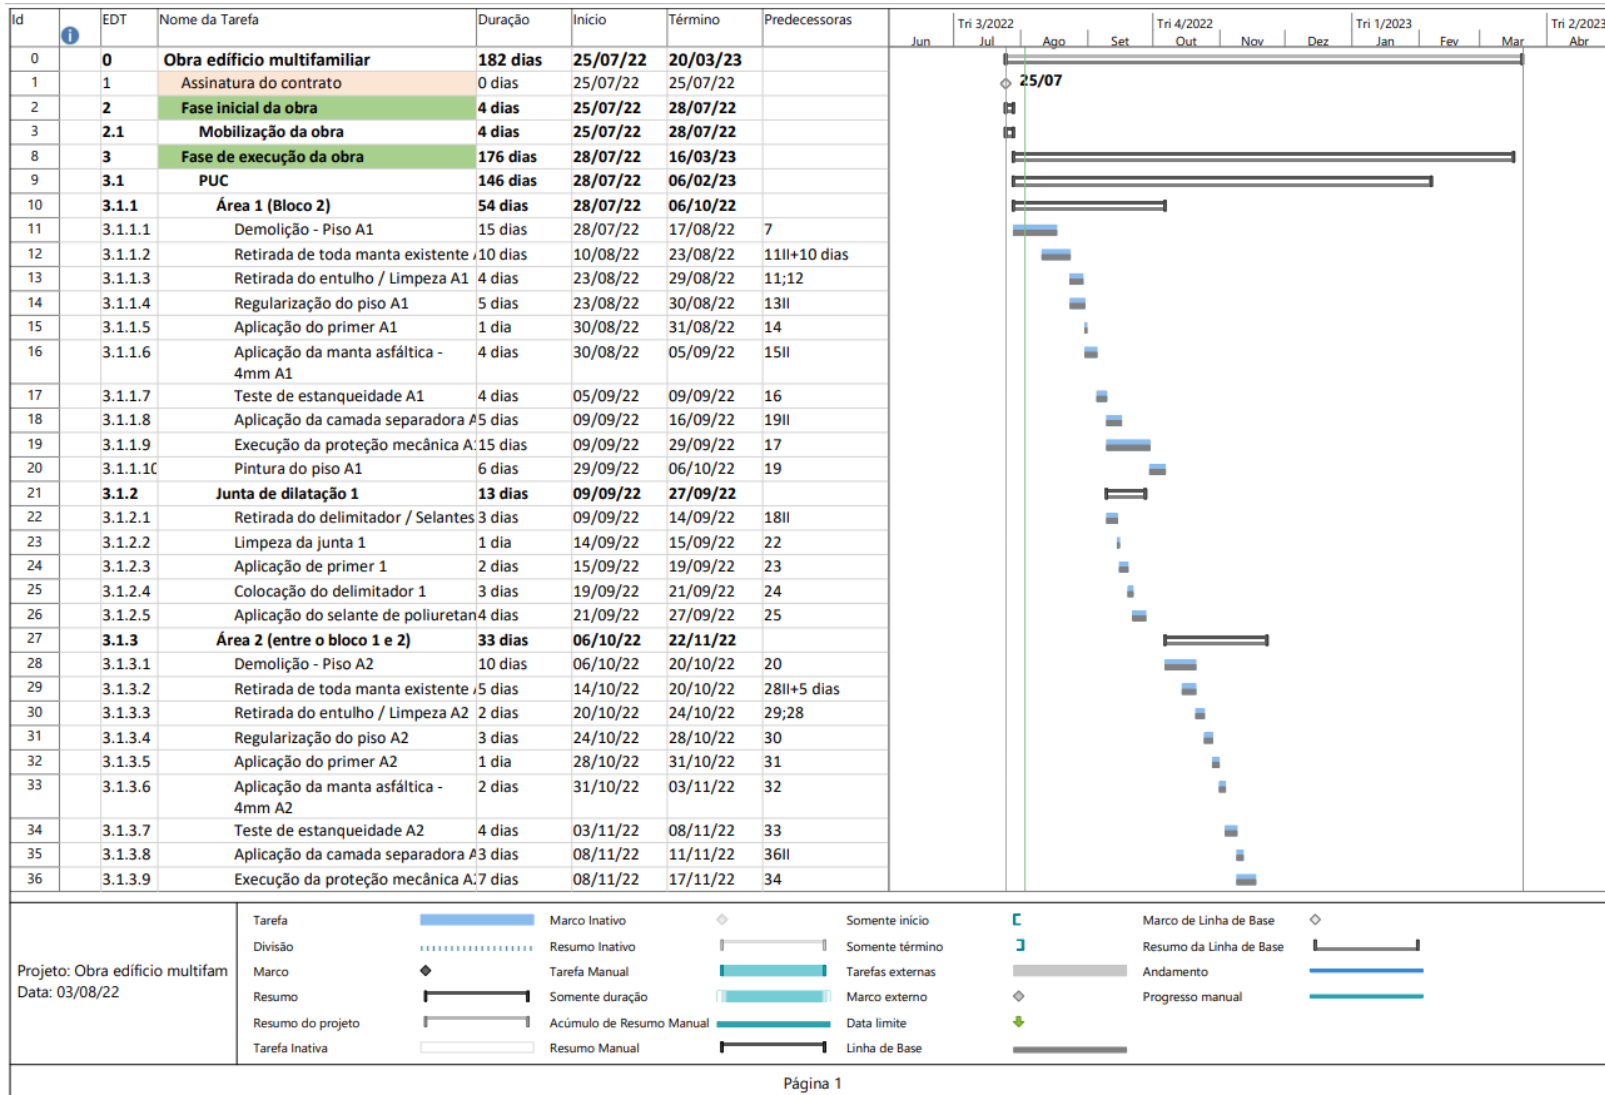 Id EDT Nome da Tarefa Duração Início Término Predecessoras Tri 3/2022 Tri 4/2022 Tri 1/2023 Tri 2/2023
Jun Jul Ago Set Out Nov Dez Jan Fev Mar Abr
0 0 Obra edíficio multifamiliar 182 dias 25/07/22 20/03/23
1 1 Assinatura do contrato 0 dias 25/07/22 25/07/22 25/07
2 2 Fase inicial da obra 4 dias 25/07/22 28/07/22
3 2.1 Mobilização da obra 4 dias 25/07/22 28/07/22
8 3 Fase de execução da obra 176 dias 28/07/22 16/03/23
9 3.1 PUC 146 dias 28/07/22 06/02/23
10 3.1.1 Área 1 (Bloco 2) 54 dias 28/07/22 06/10/22
11 3.1.1.1 Demolição - Piso A1 15 dias 28/07/22 17/08/22 7
12 3.1.1.2 Retirada de toda manta existente 10 dias 10/08/22 23/08/22 11II+10 dias
13 3.1.1.3 Retirada do entulho / Limpeza A1 4 dias 23/08/22 29/08/22 11;12
14 3.1.1.4 Regularização do piso A1 5 dias 23/08/22 30/08/22 13II
15 3.1.1.5 Aplicação do primer A1 1 dia 30/08/22 31/08/22 14
16 3.1.1.6 Aplicação da manta asfáltica - 4 dias 30/08/22 05/09/22 15II
4mm A1
17 3.1.1.7 Teste de estanqueidade A1 4 dias 05/09/22 09/09/22 16
18 3.1.1.8 Aplicação da camada separadora A 5 dias 09/09/22 16/09/22 19II
19 3.1.1.9 Execução da proteção mecânica A 15 dias 09/09/22 29/09/22 17
20 3.1.1.10 Pintura do piso A1 6 dias 29/09/22 06/10/22 19
21 3.1.2 Junta de dilatação 1 13 dias 09/09/22 27/09/22
22 3.1.2.1 Retirada do delimitador / Selantes 3 dias 09/09/22 14/09/22 18II
23 3.1.2.2 Limpeza da junta 1 1 dia 14/09/22 15/09/22 22
24 3.1.2.3 Aplicação de primer 1 2 dias 15/09/22 19/09/22 23
25 3.1.2.4 Colocação do delimitador 1 3 dias 19/09/22 21/09/22 24
26 3.1.2.5 Aplicação do selante de poliuretan 4 dias 21/09/22 27/09/22 25
27 3.1.3 Área 2 (entre o bloco 1 e 2) 33 dias 06/10/22 22/11/22
28 3.1.3.1 Demolição - Piso A2 10 dias 06/10/22 20/10/22 20
29 3.1.3.2 Retirada de toda manta existente 5 dias 14/10/22 20/10/22 28II+5 dias
30 3.1.3.3 Retirada do entulho / Limpeza A2 2 dias 20/10/22 24/10/22 29;28
31 3.1.3.4 Regularização do piso A2 3 dias 24/10/22 28/10/22 30
32 3.1.3.5 Aplicação do primer A2 1 dia 28/10/22 31/10/22 31
33 3.1.3.6 Aplicação da manta asfáltica - 2 dias 31/10/22 03/11/22 32
4mm A2
34 3.1.3.7 Teste de estanqueidade A2 4 dias 03/11/22 08/11/22 33
35 3.1.3.8 Aplicação da camada separadora A 3 dias 08/11/22 11/11/22 36II
36 3.1.3.9 Execução da proteção mecânica A 7 dias 08/11/22 17/11/22 34
Projeto: Obra edíficio multifam
Data: 03/08/22
Tarefa Marco Inativo Somente início Marco de Linha de Base
Divisão Resumo Inativo Somente término Resumo da Linha de Base
Marco Tarefa Manual Tarefas externas Andamento
Resumo Somente duração Marco externo Progresso manual
Resumo do projeto Acúmulo de Resumo Manual Data limite
Tarefa Inativa Resumo Manual Linha de Base
Página 1